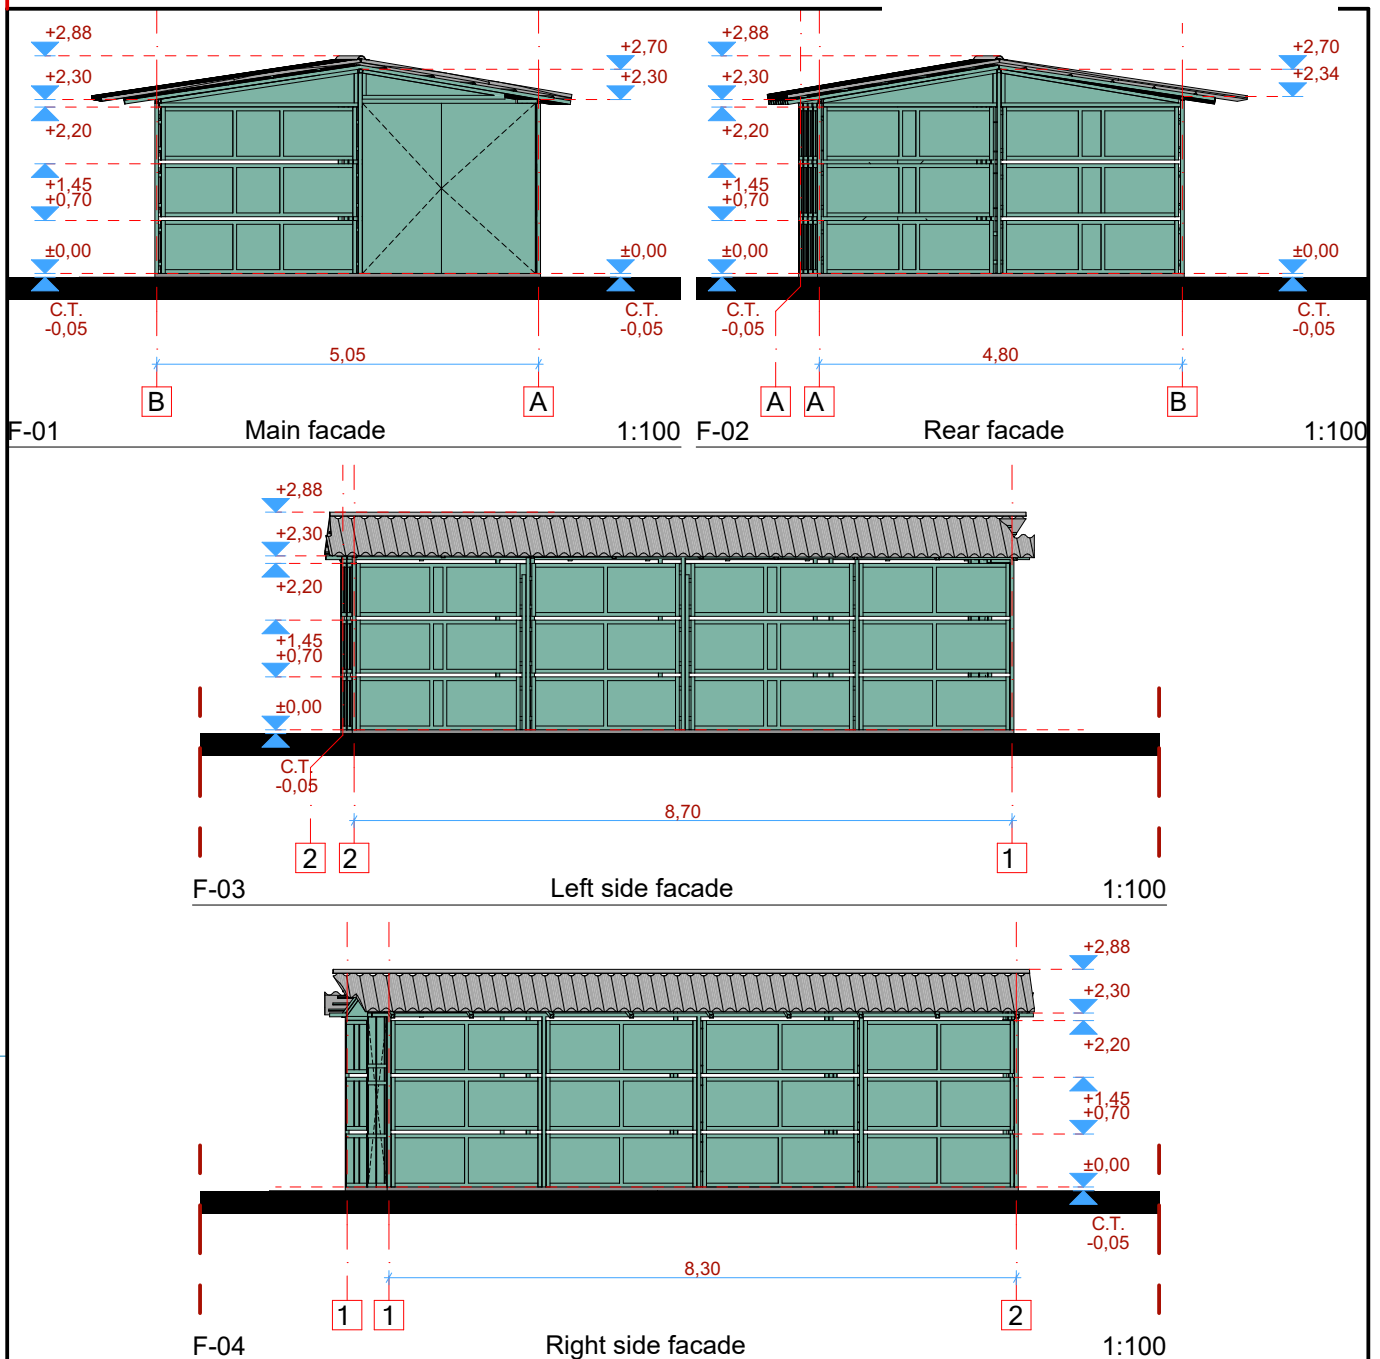 +2,88
+2,30
+2,20
+1,45
+0,70
±0,00
C.T.
-0,05
+2,70
+2,30
±0,00
C.T.
-0,05
5,05
B
A
F-01 Main facade 1:100
+2,88
+2,30
+2,20
+1,45
+0,70
±0,00
C.T.
-0,05
+2,70
+2,34
±0,00
C.T.
-0,05
4,80
A A B
F-02 Rear facade 1:100
+2,88
+2,30
+2,20
+1,45
+0,70
±0,00
C.T.
-0,05
8,70
2 2 1
F-03 Left side facade 1:100
+2,88
+2,30
+2,20
+1,45
+0,70
±0,00
C.T.
-0,05
8,30
1 1 2
F-04 Right side facade 1:100